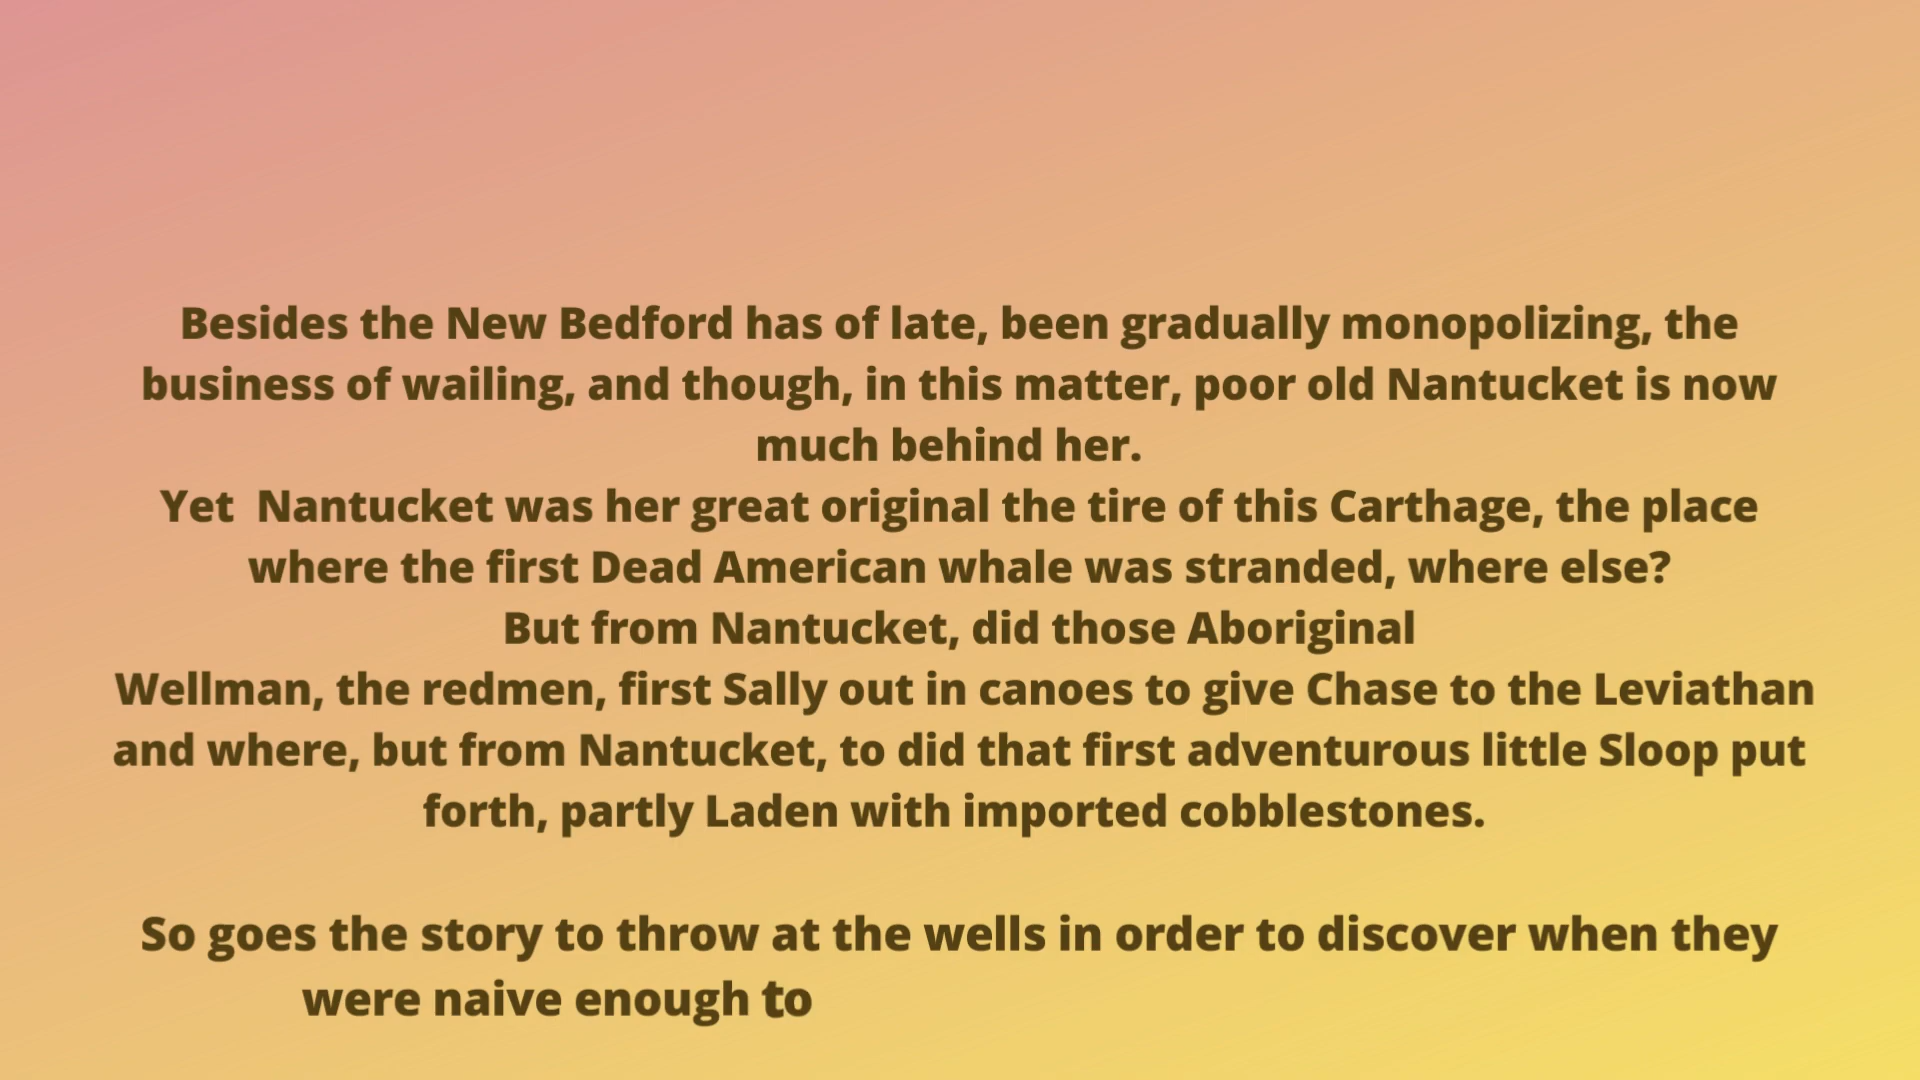 Besides the New Bedford has of late, been gradually monopolizing, the
business of wailing, and though, in this matter, poor old Nantucket is now
much behind her.
Yet  Nantucket was her great original the tire of this Carthage, the place
where the first Dead American whale was stranded, where else?
But from Nantucket, did those Aboriginal
Wellman, the redmen, first Sally out in canoes to give Chase to the Leviathan
and where, but from Nantucket, to did that first adventurous little Sloop put
forth, partly Laden with imported cobblestones.
So goes the story to throw at the wells in order to discover when they
were naive enough to